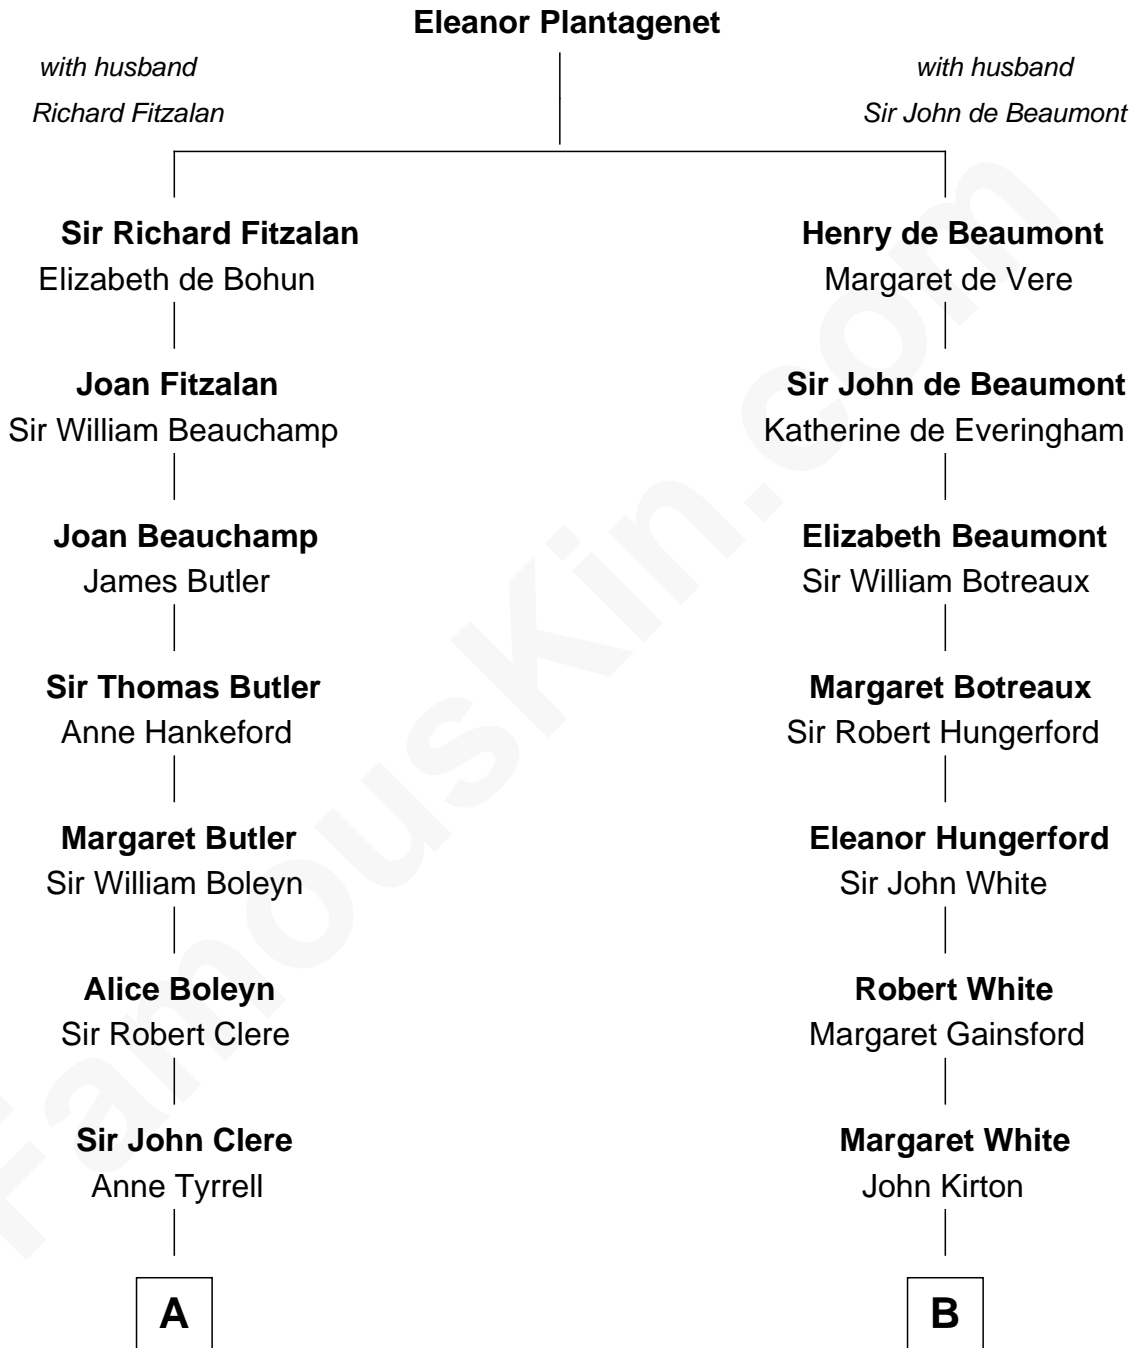 Eleanor Plantagenet
with husband
Richard Fitzalan
with husband
Sir John de Beaumont
Sir Richard Fitzalan
Elizabeth de Bohun
Henry de Beaumont
Margaret de Vere
Joan Fitzalan
Sir William Beauchamp
Sir John de Beaumont
Katherine de Everingham
Joan Beauchamp
James Butler
Elizabeth Beaumont
Sir William Botreaux
Sir Thomas Butler
Anne Hankeford
Margaret Botreaux
Sir Robert Hungerford
Margaret Butler
Sir William Boleyn
Eleanor Hungerford
Sir John White
Alice Boleyn
Sir Robert Clere
Robert White
Margaret Gainsford
Sir John Clere
Anne Tyrrell
Margaret White
John Kirton
A
B
FamousKin.com